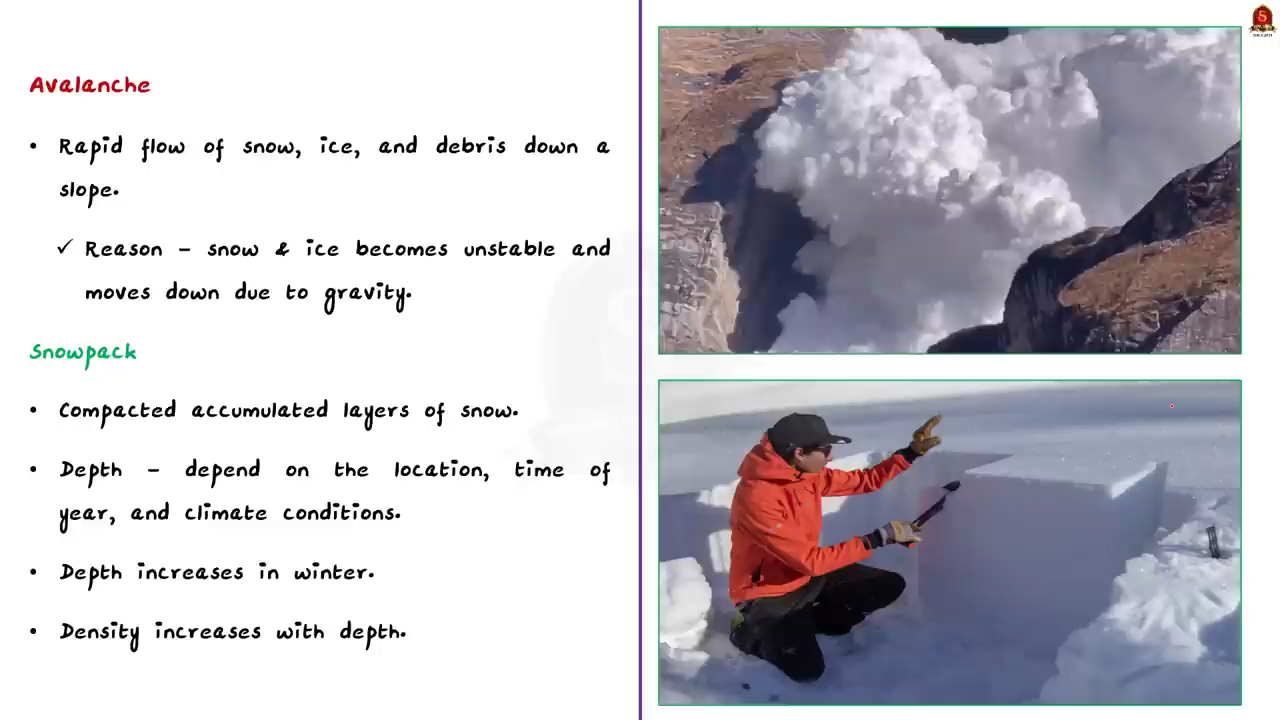 Avalanche
• Rapid flow of snow, ice, and debris down a
slope.
✓ Reason – snow & ice becomes unstable and
moves down due to gravity.
Snowpack
• Compacted accumulated layers of snow.
• Depth – depend on the location, time of
year, and climate conditions.
• Depth increases in winter.
• Density increases with depth.